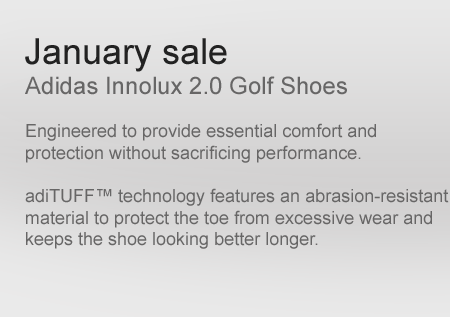 January sale
Adidas Innolux 2.0 Golf Shoes
Engineered to provide essential comfort and
protection without sacrificing performance.
adiTUFF™ technology features an abrasion-resistant
material to protect the toe from excessive wear and
keeps the shoe looking better longer.